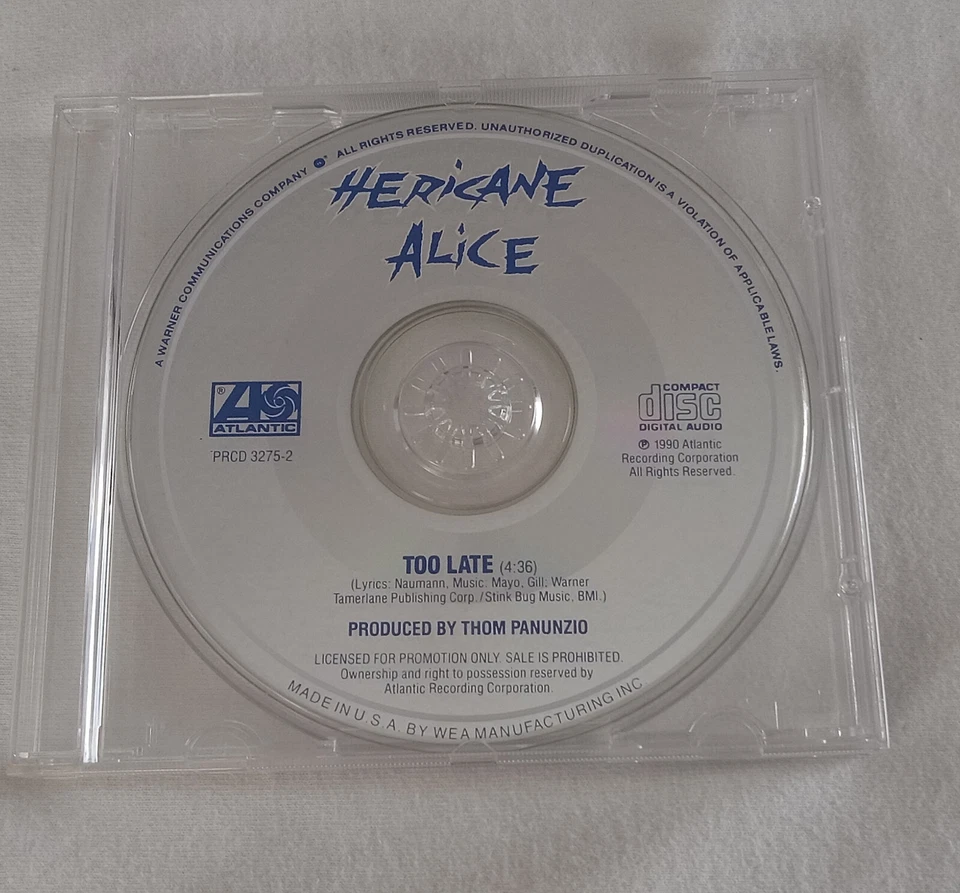 A WARNER COMMUNICATIONS COMPANY ALL RIGHTS RESERVED. UNAUTHORIZED DUPLICATION IS A VIOLATION OF APPLICABLE LAWS.
HERICANE
ALICE
®
ATLANTIC
PRCD 3275-2
COMPACT
disc
DIGITAL AUDIO
℗ 1990 Atlantic
Recording Corporation
All Rights Reserved.
TOO LATE (4:36)
(Lyrics: Naumann, Music: Mayo, Gill; Warner
Tamerlane Publishing Corp./Stink Bug Music, BMI.)
PRODUCED BY THOM PANUNZIO
LICENSED FOR PROMOTION ONLY. SALE IS PROHIBITED.
Ownership and right to possession reserved by
Atlantic Recording Corporation.
MADE IN U.S.A. BY WEA MANUFACTURING INC.